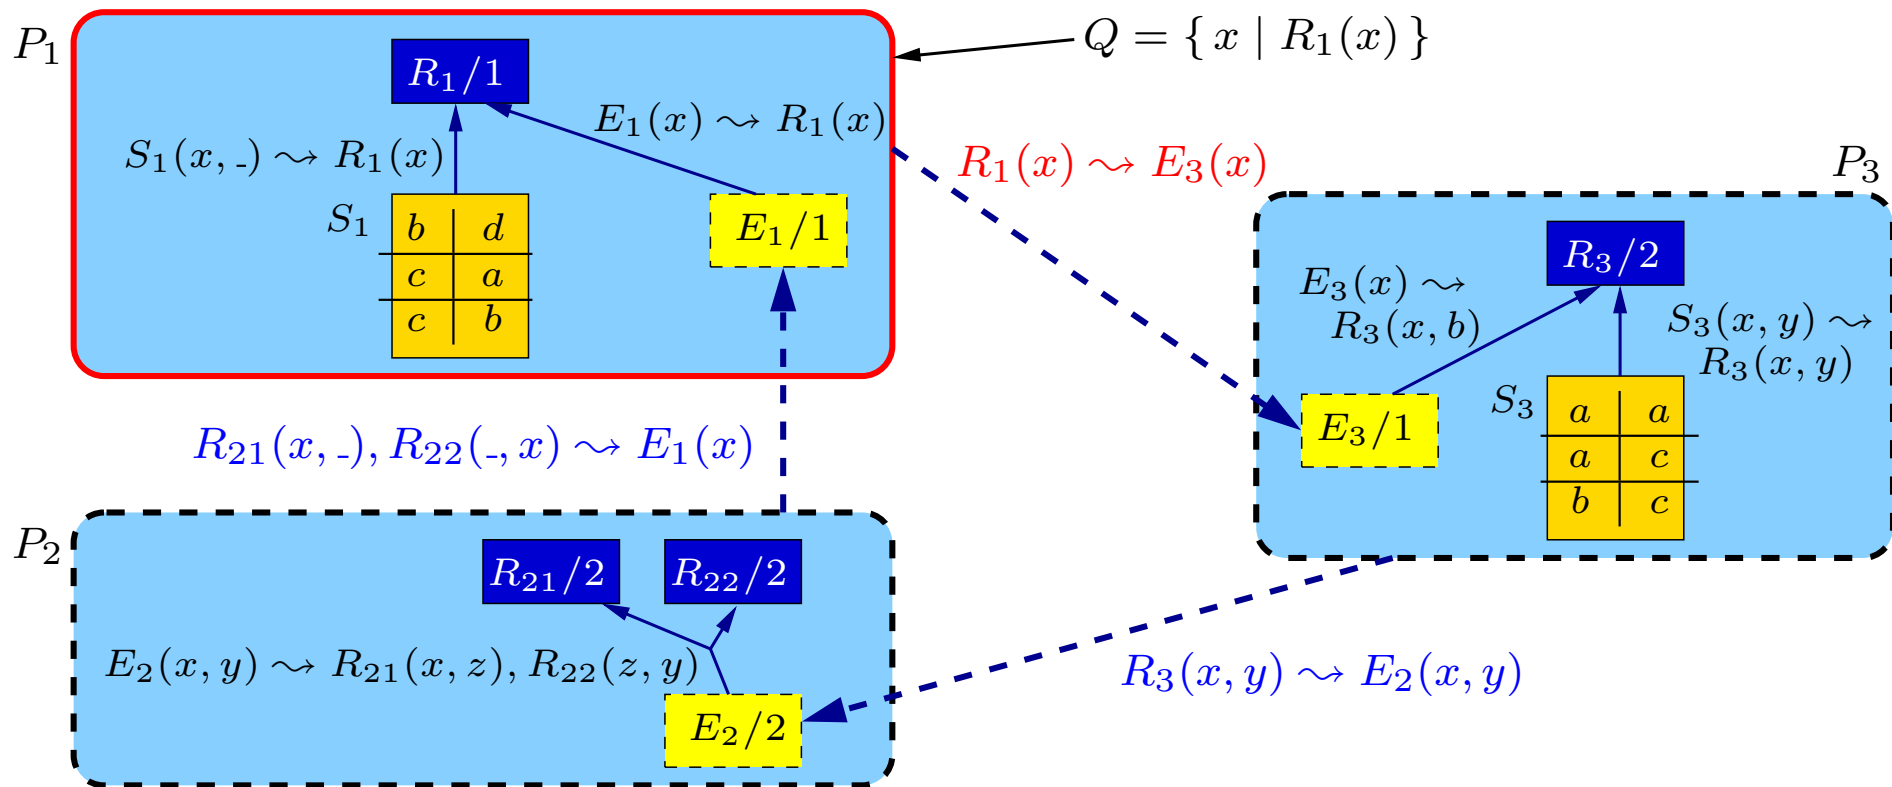 P₁
R₁/1
Q = { x | R₁(x) }
E₁(x) ⇝ R₁(x)
S₁(x, _) ⇝ R₁(x)
S₁
b d
c a
c b
E₁/1
R₁(x) ⇝ E₃(x)
P₃
R₃/2
E₃(x) ⇝
R₃(x, b)
S₃(x, y) ⇝
R₃(x, y)
E₃/1
S₃
a a
a c
b c
R₂₁(x, _), R₂₂(_, x) ⇝ E₁(x)
P₂
R₂₁/2
R₂₂/2
E₂(x, y) ⇝ R₂₁(x, z), R₂₂(z, y)
E₂/2
R₃(x, y) ⇝ E₂(x, y)